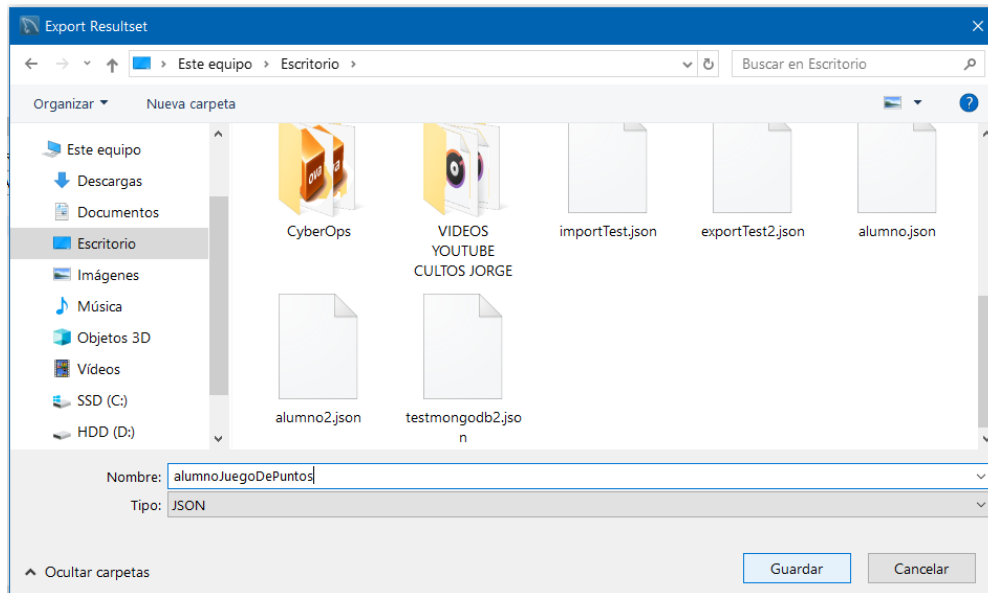 Export Resultset
Este equipo > Escritorio >
Buscar en Escritorio
Organizar
Nueva carpeta
Este equipo
Descargas
Documentos
Escritorio
Imágenes
Música
Objetos 3D
Vídeos
SSD (C:)
HDD (D:)
ova
CyberOps
VIDEOS
YOUTUBE
CULTOS JORGE
importTest.json
exportTest2.json
alumno.json
alumno2.json
testmongodb2.jso
n
Nombre: alumnoJuegoDePuntos
Tipo: JSON
Ocultar carpetas
Guardar
Cancelar